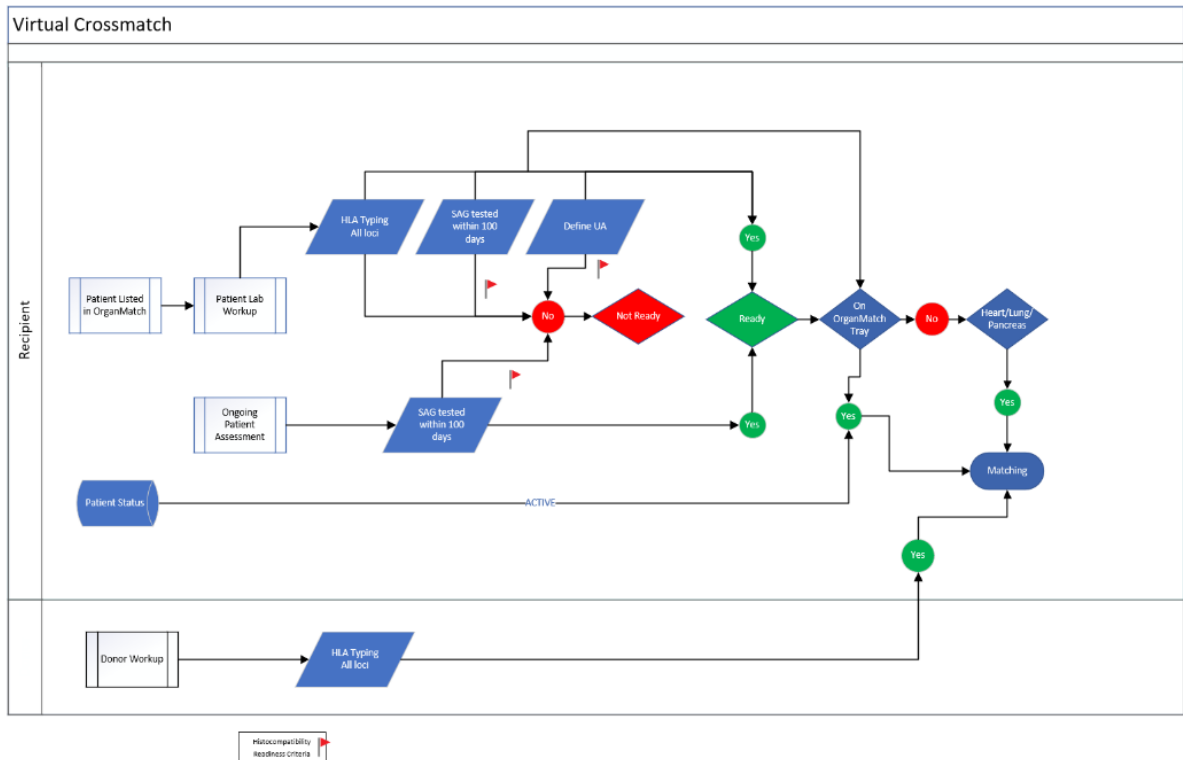 Virtual Crossmatch
Recipient
HLA Typing
All loci
SAG tested
within 100
days
Define UA
Yes
Patient Listed
in OrganMatch
Patient Lab
Workup
No
Not Ready
Ready
On
OrganMatch
Tray
No
Heart/Lung/
Pancreas
Ongoing
Patient
Assessment
SAG tested
within 100
days
Yes
Yes
Yes
Matching
Patient Status
ACTIVE
Yes
Donor Workup
HLA Typing
All loci
Histocompatibility
Readiness Criteria